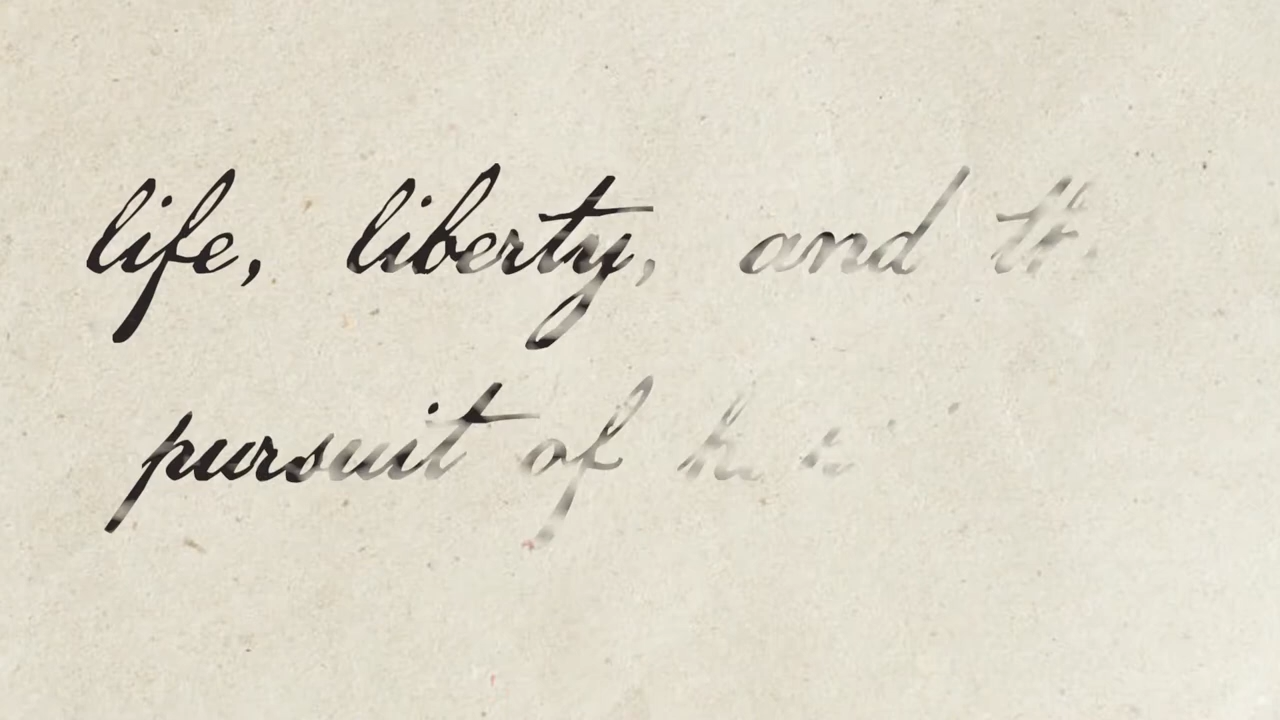 life, liberty, and
pursuit of